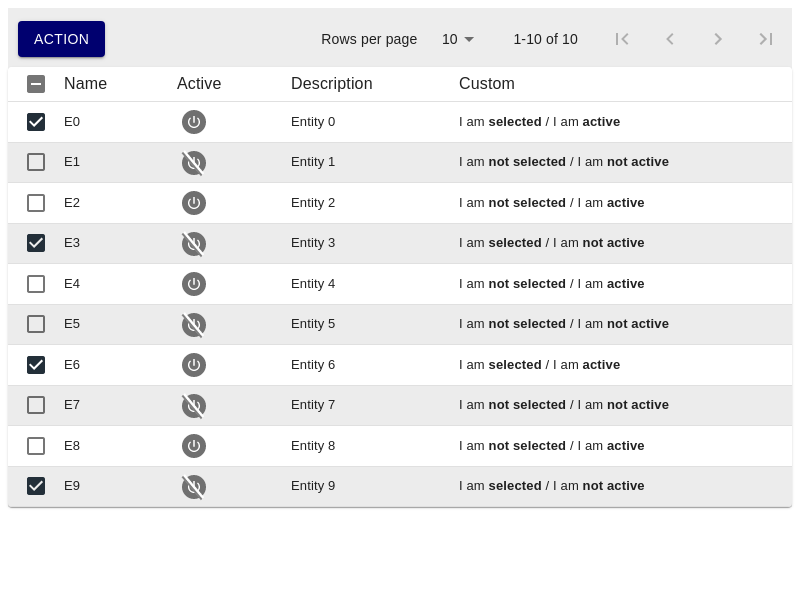 ACTION Rows per page 10 1-10 of 10
Name Active Description Custom
E0 Entity 0 I am selected / I am active
E1 Entity 1 I am not selected / I am not active
E2 Entity 2 I am not selected / I am active
E3 Entity 3 I am selected / I am not active
E4 Entity 4 I am not selected / I am active
E5 Entity 5 I am not selected / I am not active
E6 Entity 6 I am selected / I am active
E7 Entity 7 I am not selected / I am not active
E8 Entity 8 I am not selected / I am active
E9 Entity 9 I am selected / I am not active